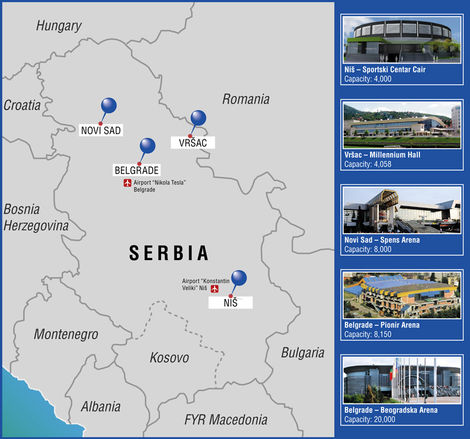 Hungary
Croatia
Romania
NOVI SAD
VRŠAC
BELGRADE
Airport "Nikola Tesla"
Belgrade
Bosnia
Herzegovina
SERBIA
Airport "Konstantin
Veliki" Niš
NIŠ
Montenegro
Kosovo
Bulgaria
Albania
FYR Macedonia
Niš – Sportski Centar Cair
Capacity: 4,000
Vršac – Millennium Hall
Capacity: 4,058
Novi Sad – Spens Arena
Capacity: 8,000
Belgrade – Pionir Arena
Capacity: 8,150
Belgrade – Beogradska Arena
Capacity: 20,000